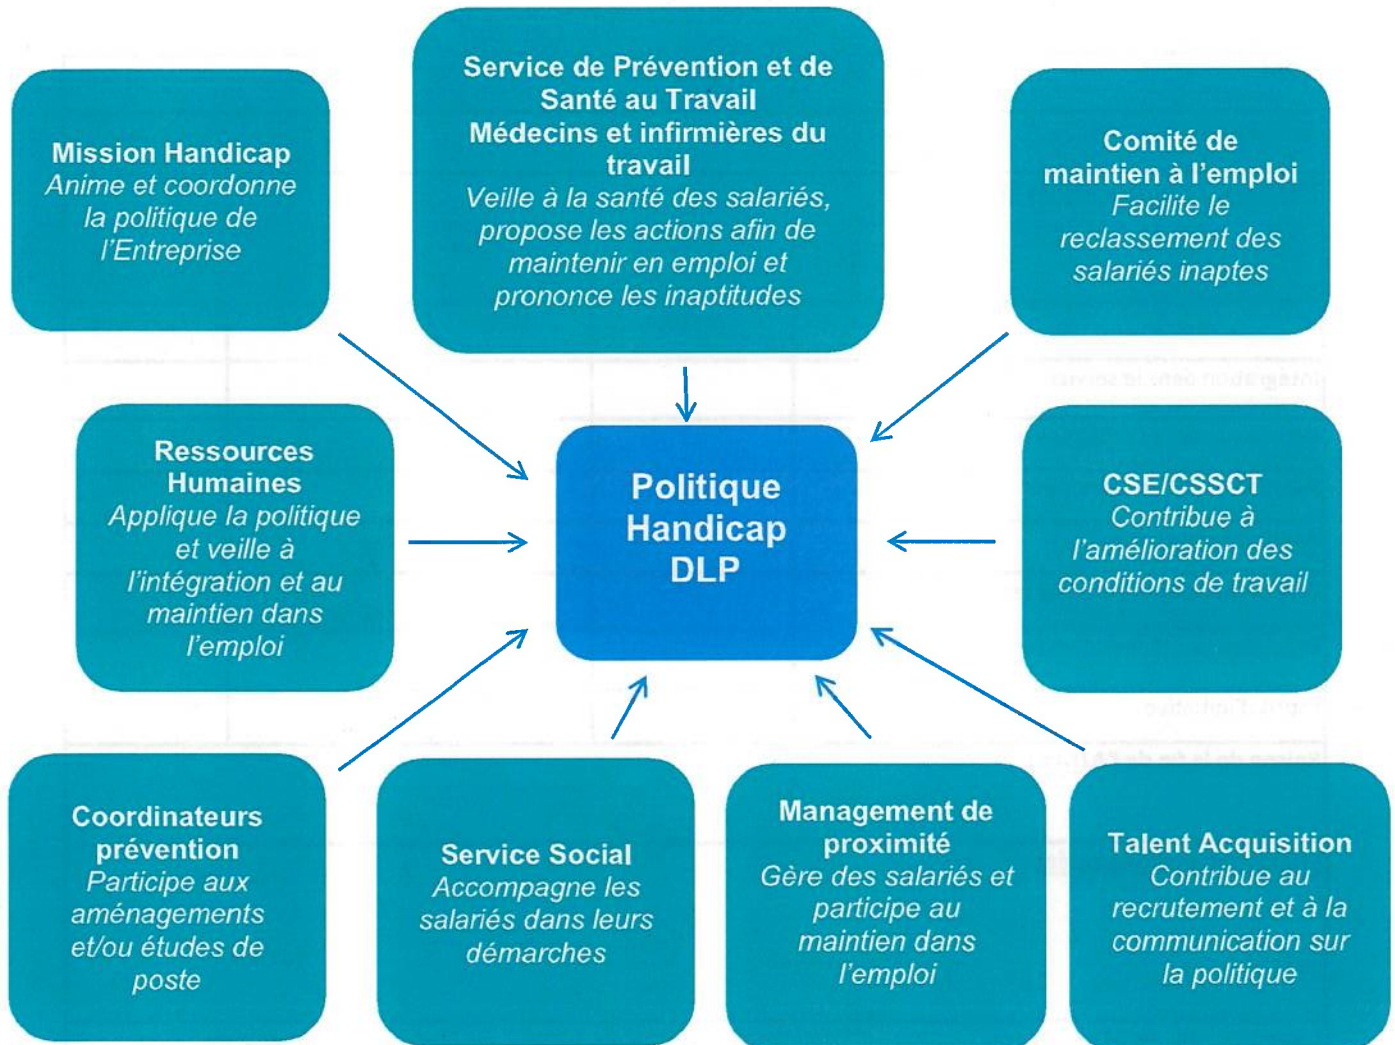 Mission Handicap
Anime et coordonne
la politique de
l'Entreprise
Service de Prévention et de
Santé au Travail
Médecins et infirmières du
travail
Veille à la santé des salariés,
propose les actions afin de
maintenir en emploi et
prononce les inaptitudes
Comité de
maintien à l'emploi
Facilite le
reclassement des
salariés inaptes
Ressources
Humaines
Applique la politique
et veille à
l'intégration et au
maintien dans
l'emploi
Politique
Handicap
DLP
CSE/CSSCT
Contribue à
l'amélioration des
conditions de travail
Coordinateurs
prévention
Participe aux
aménagements
et/ou études de
poste
Service Social
Accompagne les
salariés dans leurs
démarches
Management de
proximité
Gère des salariés et
participe au
maintien dans
l'emploi
Talent Acquisition
Contribue au
recrutement et à la
communication sur
la politique